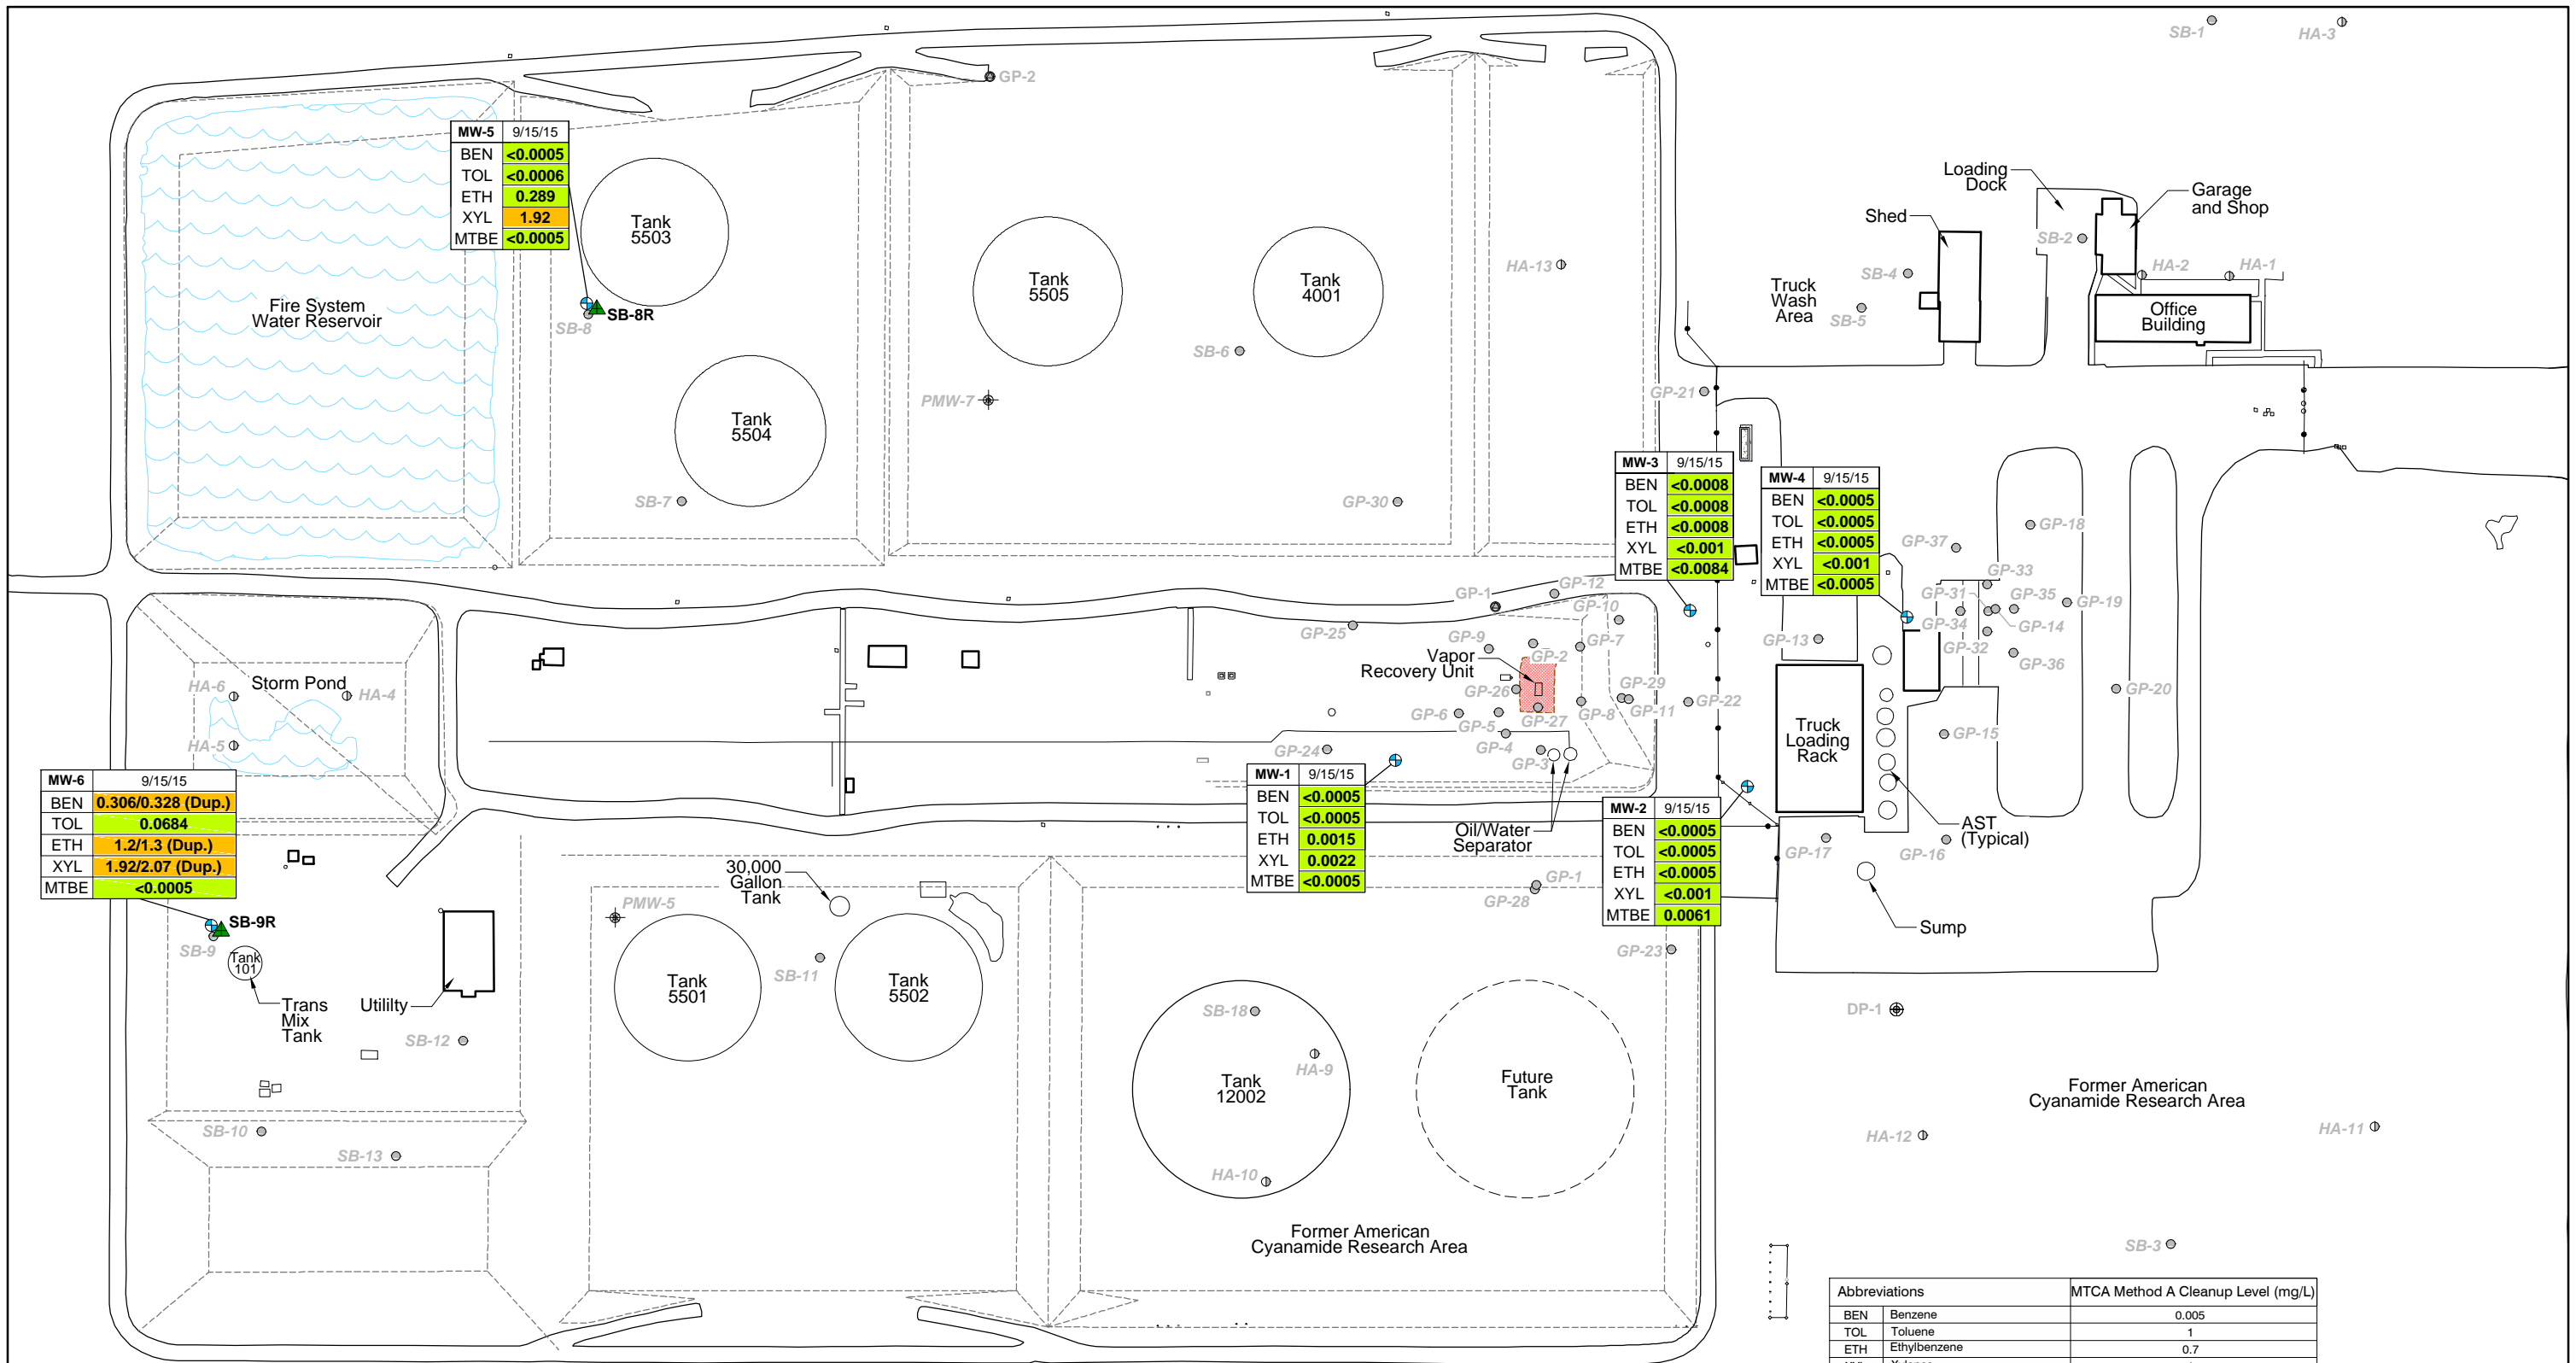 SB-1
HA-3
GP-2
MW-5 9/15/15
BEN <0.0005
TOL <0.0006
ETH 0.289
XYL 1.92
MTBE <0.0005
Tank
5503
Fire System
Water Reservoir
SB-8R
SB-8
Tank
5504
SB-7
Tank
5505
Tank
4001
SB-6
PMW-7
HA-13
GP-30
GP-21
Loading
Dock
Garage
and Shop
Shed
SB-2
SB-4
HA-2
HA-1
Truck
Wash
Area
SB-5
Office
Building
MW-3 9/15/15
BEN <0.0008
TOL <0.0008
ETH <0.0008
XYL <0.001
MTBE <0.0084
MW-4 9/15/15
BEN <0.0005
TOL <0.0005
ETH <0.0005
XYL <0.001
MTBE <0.0005
GP-18
GP-37
GP-33
GP-31
GP-35
GP-19
GP-34
GP-14
GP-32
GP-36
GP-13
GP-20
GP-15
GP-1
GP-12
GP-10
GP-25
GP-9
GP-7
GP-2
Vapor
Recovery Unit
GP-26
GP-29
GP-6
GP-5
GP-27
GP-8
GP-11
GP-22
GP-24
GP-4
GP-3
Truck
Loading
Rack
HA-6
Storm Pond
HA-4
HA-5
MW-6 9/15/15
BEN 0.306/0.328 (Dup.)
TOL 0.0684
ETH 1.2/1.3 (Dup.)
XYL 1.92/2.07 (Dup.)
MTBE <0.0005
MW-1 9/15/15
BEN <0.0005
TOL <0.0005
ETH 0.0015
XYL 0.0022
MTBE <0.0005
Oil/Water
Separator
MW-2 9/15/15
BEN <0.0005
TOL <0.0005
ETH <0.0005
XYL <0.001
MTBE 0.0061
AST
(Typical)
GP-17
GP-16
Sump
GP-1
GP-28
GP-23
30,000
Gallon
Tank
PMW-5
SB-9R
SB-9
Tank
101
Trans
Mix
Tank
Utililty
SB-12
SB-11
Tank
5501
Tank
5502
SB-18
HA-9
Tank
12002
HA-10
Future
Tank
DP-1
Former American
Cyanamide Research Area
HA-12
HA-11
SB-10
SB-13
Former American
Cyanamide Research Area
SB-3
Abbreviations MTCA Method A Cleanup Level (mg/L)
BEN Benzene 0.005
TOL Toluene 1
ETH Ethylbenzene 0.7